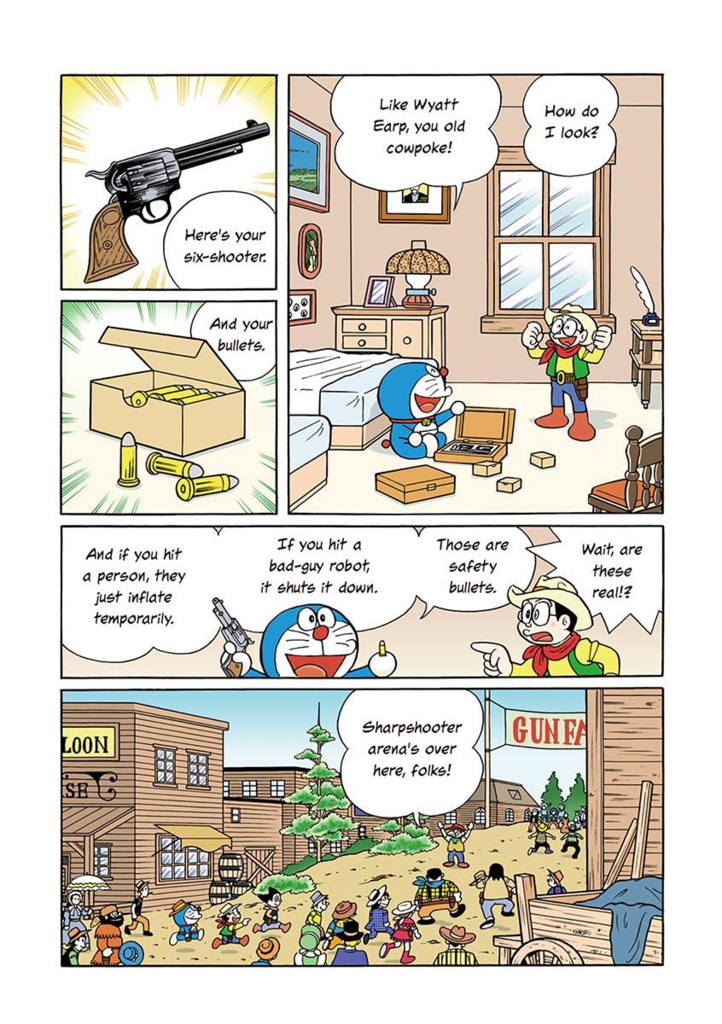 How do
I look?
Like Wyatt
Earp, you old
cowpoke!
Here's your
six-shooter.
And your
bullets.
Wait, are
these
real!?
Those are
safety
bullets.
If you hit a
bad-guy robot,
it shuts it down.
And if you hit
a person, they
just inflate
temporarily.
GUN FA
Sharpshooter
arena's over
here, folks!
LOON
SE